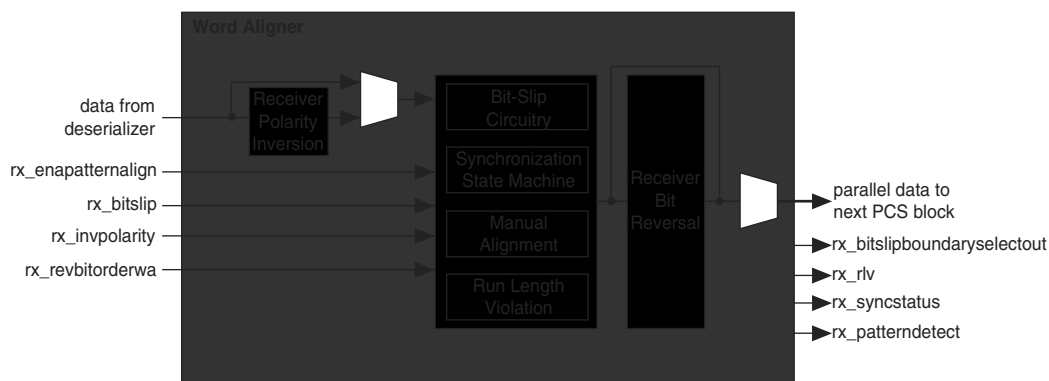 Word Aligner
data from
deserializer
Receiver
Polarity
Inversion
Bit-Slip
Circuitry
rx_enapatternalign
Synchronization
State Machine
rx_bitslip
rx_invpolarity
Manual
Alignment
rx_revbitorderwa
Run Length
Violation
Receiver
Bit
Reversal
parallel data to
next PCS block
rx_bitslipboundaryselectout
rx_rlv
rx_syncstatus
rx_patterndetect